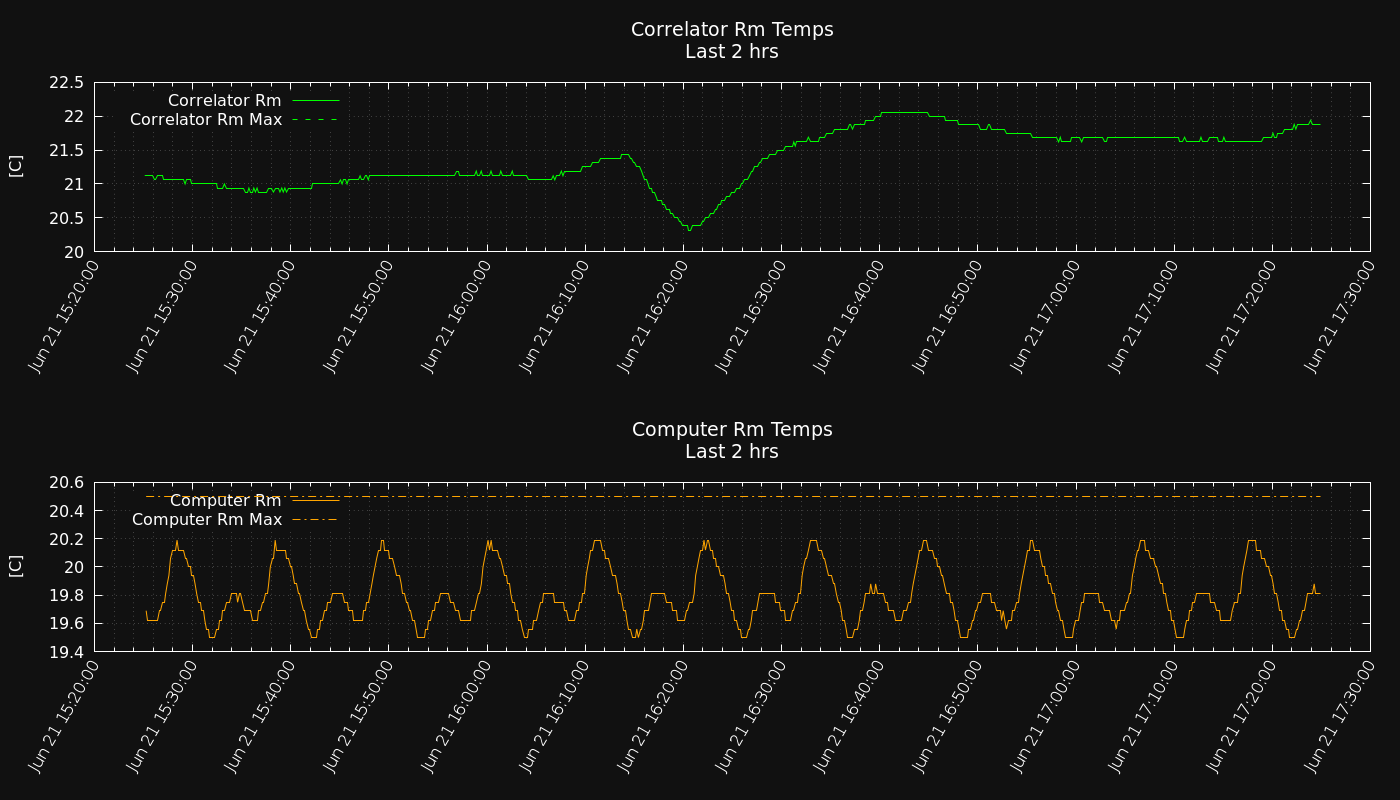 Correlator Rm Temps
Last 2 hrs
22.5
22
21.5
21
20.5
20
[C]
Correlator Rm
Correlator Rm Max
Jun 21 15:20:00
Jun 21 15:30:00
Jun 21 15:40:00
Jun 21 15:50:00
Jun 21 16:00:00
Jun 21 16:10:00
Jun 21 16:20:00
Jun 21 16:30:00
Jun 21 16:40:00
Jun 21 16:50:00
Jun 21 17:00:00
Jun 21 17:10:00
Jun 21 17:20:00
Jun 21 17:30:00
Computer Rm Temps
Last 2 hrs
20.6
20.4
20.2
20
19.8
19.6
19.4
[C]
Computer Rm
Computer Rm Max
Jun 21 15:20:00
Jun 21 15:30:00
Jun 21 15:40:00
Jun 21 15:50:00
Jun 21 16:00:00
Jun 21 16:10:00
Jun 21 16:20:00
Jun 21 16:30:00
Jun 21 16:40:00
Jun 21 16:50:00
Jun 21 17:00:00
Jun 21 17:10:00
Jun 21 17:20:00
Jun 21 17:30:00